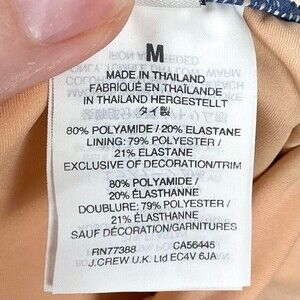 M
MADE IN THAILAND
FABRIQUÉ EN THAÏLANDE
IN THAILAND HERGESTELLT
タイ製
80% POLYAMIDE / 20% ELASTANE
LINING: 79% POLYESTER /
21% ELASTANE
EXCLUSIVE OF DECORATION/TRIM
80% POLYAMIDE /
20% ÉLASTHANNE
DOUBLURE: 79% POLYESTER /
21% ÉLASTHANNE
SAUF DÉCORATION/GARNITURES
RN77388 CA56445
J.CREW U.K. Ltd EC4V 6JA